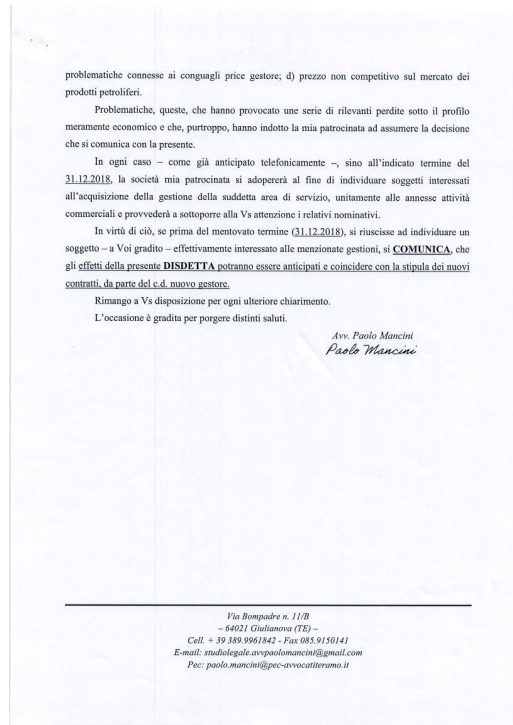 problematiche connesse ai conguagli price gestore; d) prezzo non competitivo sul mercato dei
prodotti petroliferi.
Problematiche, queste, che hanno provocato una serie di rilevanti perdite sotto il profilo
meramente economico e che, purtroppo, hanno indotto la mia patrocinata ad assumere la decisione
che si comunica con la presente.
In ogni caso – come già anticipato telefonicamente –, sino all'indicato termine del
31.12.2018, la società mia patrocinata si adopererà al fine di individuare soggetti interessati
all'acquisizione della gestione della suddetta area di servizio, unitamente alle annesse attività
commerciali e provvederà a sottoporre alla Vs attenzione i relativi nominativi.
In virtù di ciò, se prima del mentovato termine (31.12.2018), si riuscisse ad individuare un
soggetto – a Voi gradito – effettivamente interessato alle menzionate gestioni, si COMUNICA, che
gli effetti della presente DISDETTA potranno essere anticipati e coincidere con la stipula dei nuovi
contratti, da parte del c.d. nuovo gestore.
Rimango a Vs disposizione per ogni ulteriore chiarimento.
L'occasione è gradita per porgere distinti saluti.
Avv. Paolo Mancini
Paolo Mancini
Via Bompadre n. 11/B
– 64021 Giulianova (TE) –
Cell. + 39 389.9961842 - Fax 085.9150141
E-mail: studiolegale.avvpaolomancini@gmail.com
Pec: paolo.mancini@pec-avvocatiteramo.it